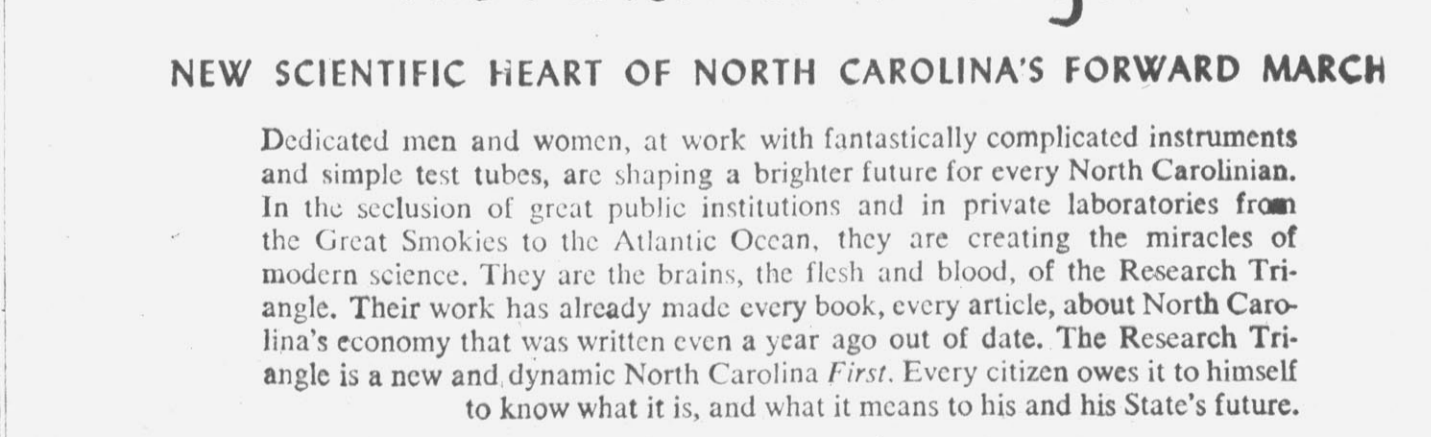 NEW SCIENTIFIC HEART OF NORTH CAROLINA'S FORWARD MARCH
Dedicated men and women, at work with fantastically complicated instruments
and simple test tubes, are shaping a brighter future for every North Carolinian.
In the seclusion of great public institutions and in private laboratories from
the Great Smokies to the Atlantic Ocean, they are creating the miracles of
modern science. They are the brains, the flesh and blood, of the Research Tri-
angle. Their work has already made every book, every article, about North Caro-
lina's economy that was written even a year ago out of date. The Research Tri-
angle is a new and dynamic North Carolina First. Every citizen owes it to himself
to know what it is, and what it means to his and his State's future.